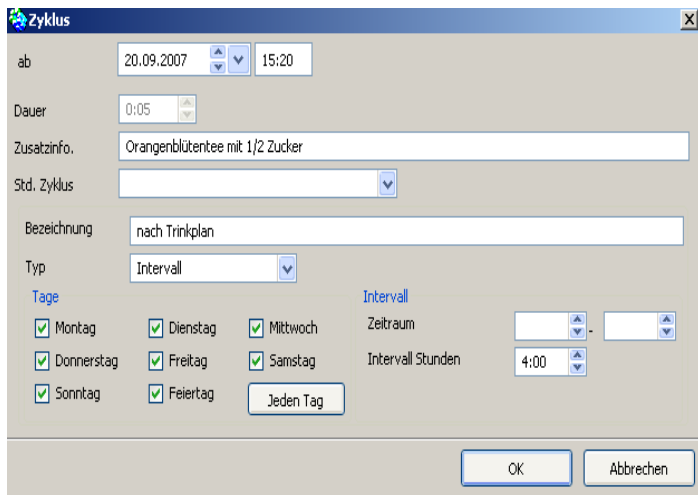 Zyklus
ab 20.09.2007 15:20
Dauer 0:05
Zusatzinfo. Orangenblütentee mit 1/2 Zucker
Std. Zyklus
Bezeichnung nach Trinkplan
Typ Intervall
Tage Intervall
Montag Dienstag Mittwoch Zeitraum -
Donnerstag Freitag Samstag Intervall Stunden 4:00
Sonntag Feiertag Jeden Tag
OK Abbrechen